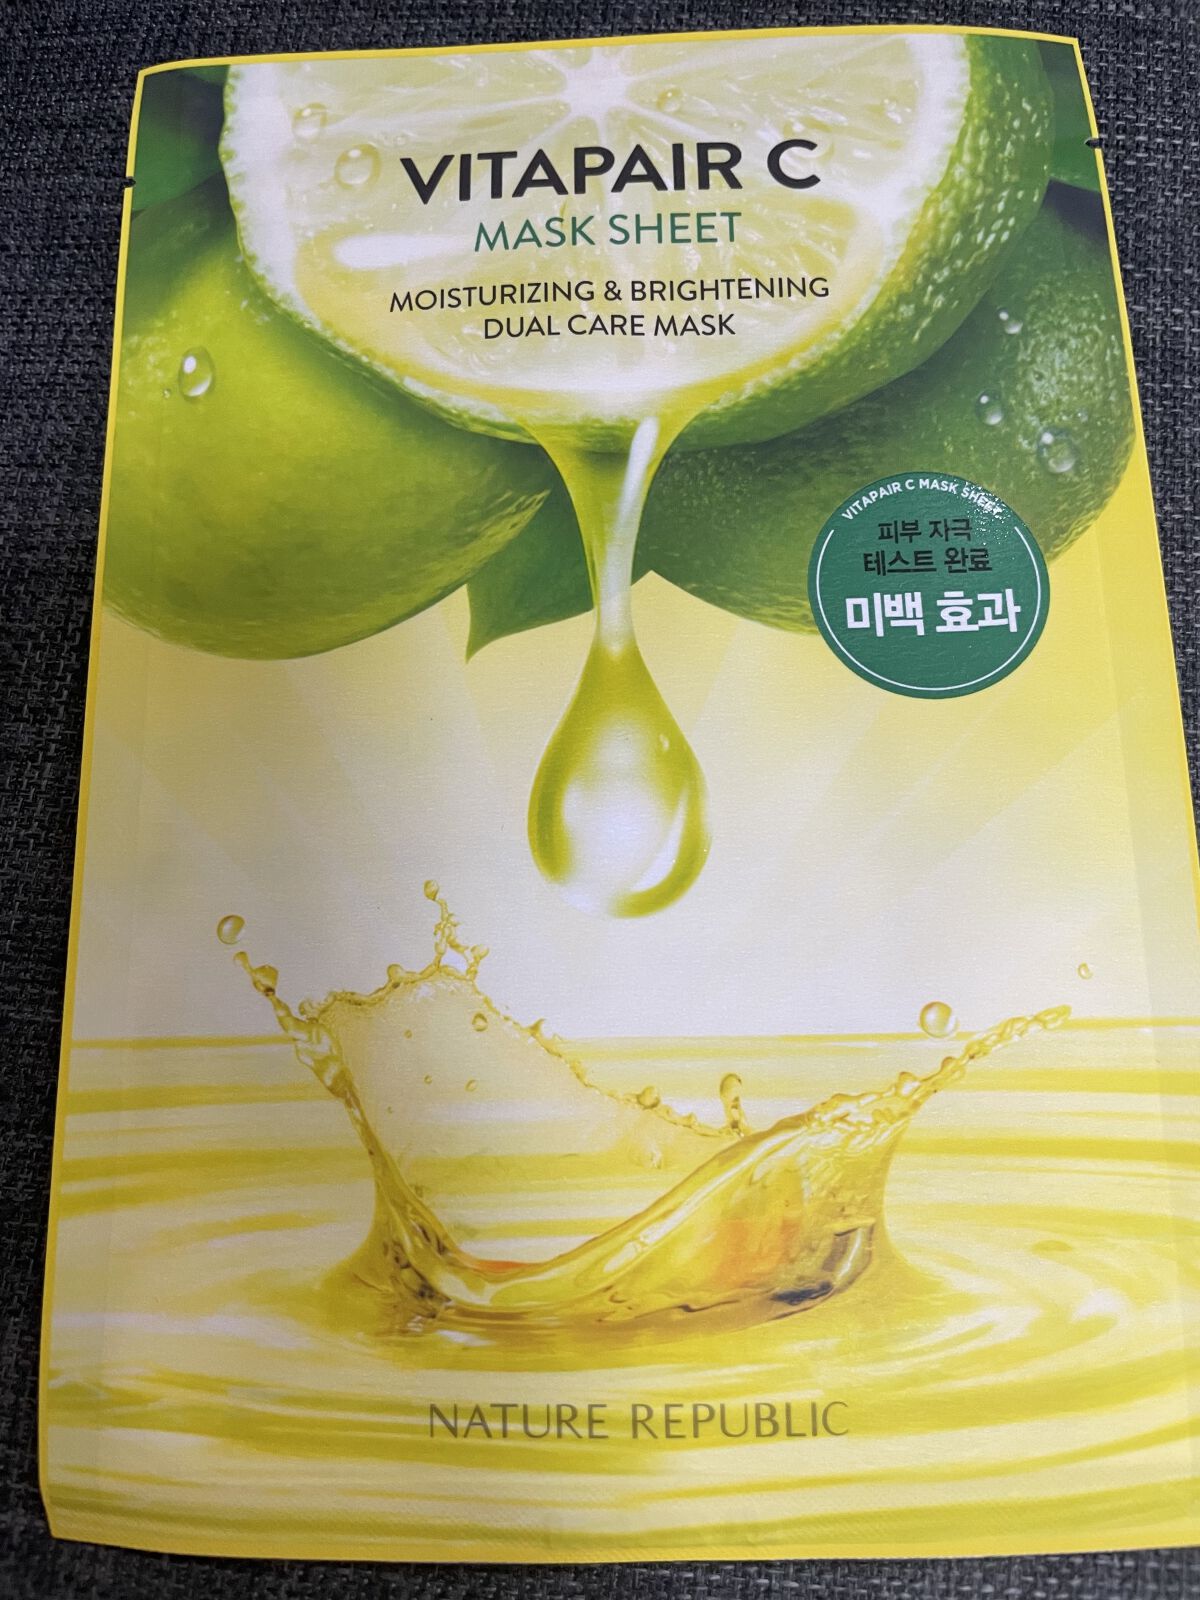 VITAPAIR C
MASK SHEET
MOISTURIZING & BRIGHTENING
DUAL CARE MASK
VITAPAIR C MASK SHEET
피부 자극
테스트 완료
미백 효과
NATURE REPUBLIC